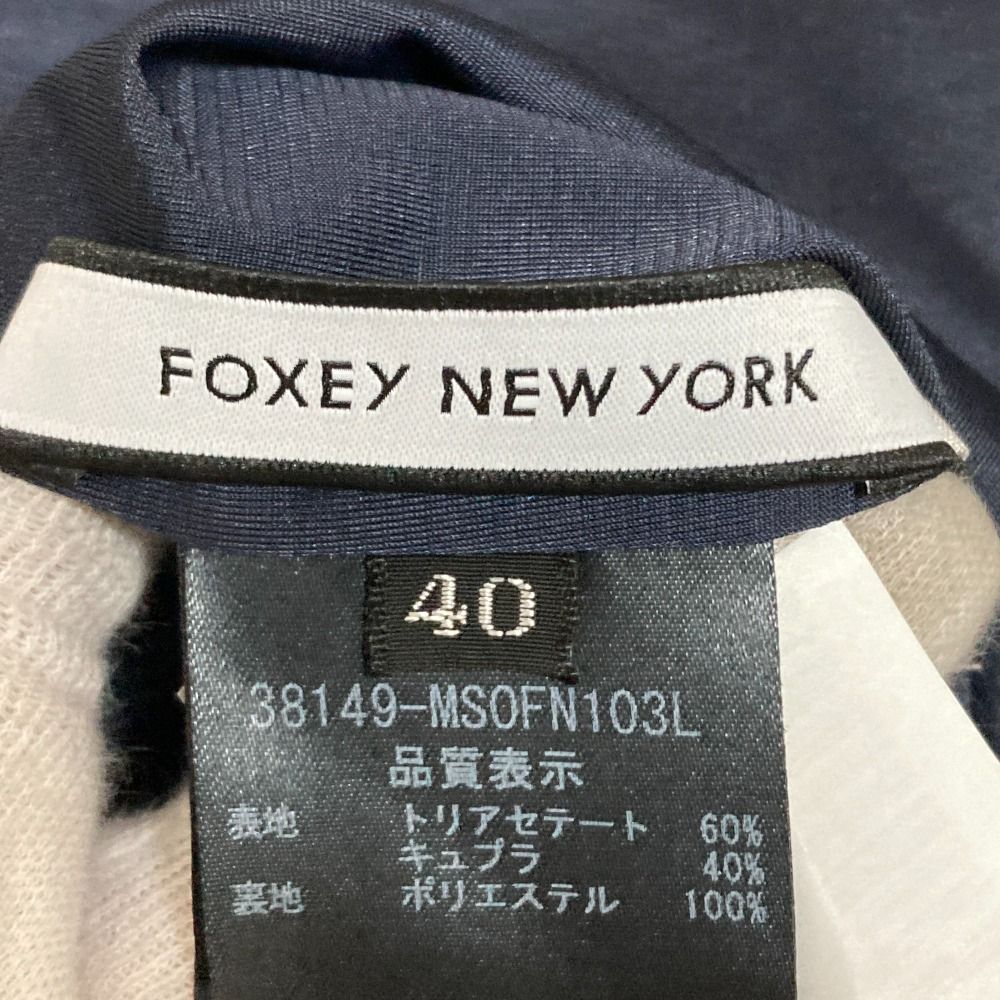 FOXEY NEW YORK
40
38149-MSOFN103L
品質表示
表地 トリアセテート 60%
キュプラ 40%
裏地 ポリエステル 100%